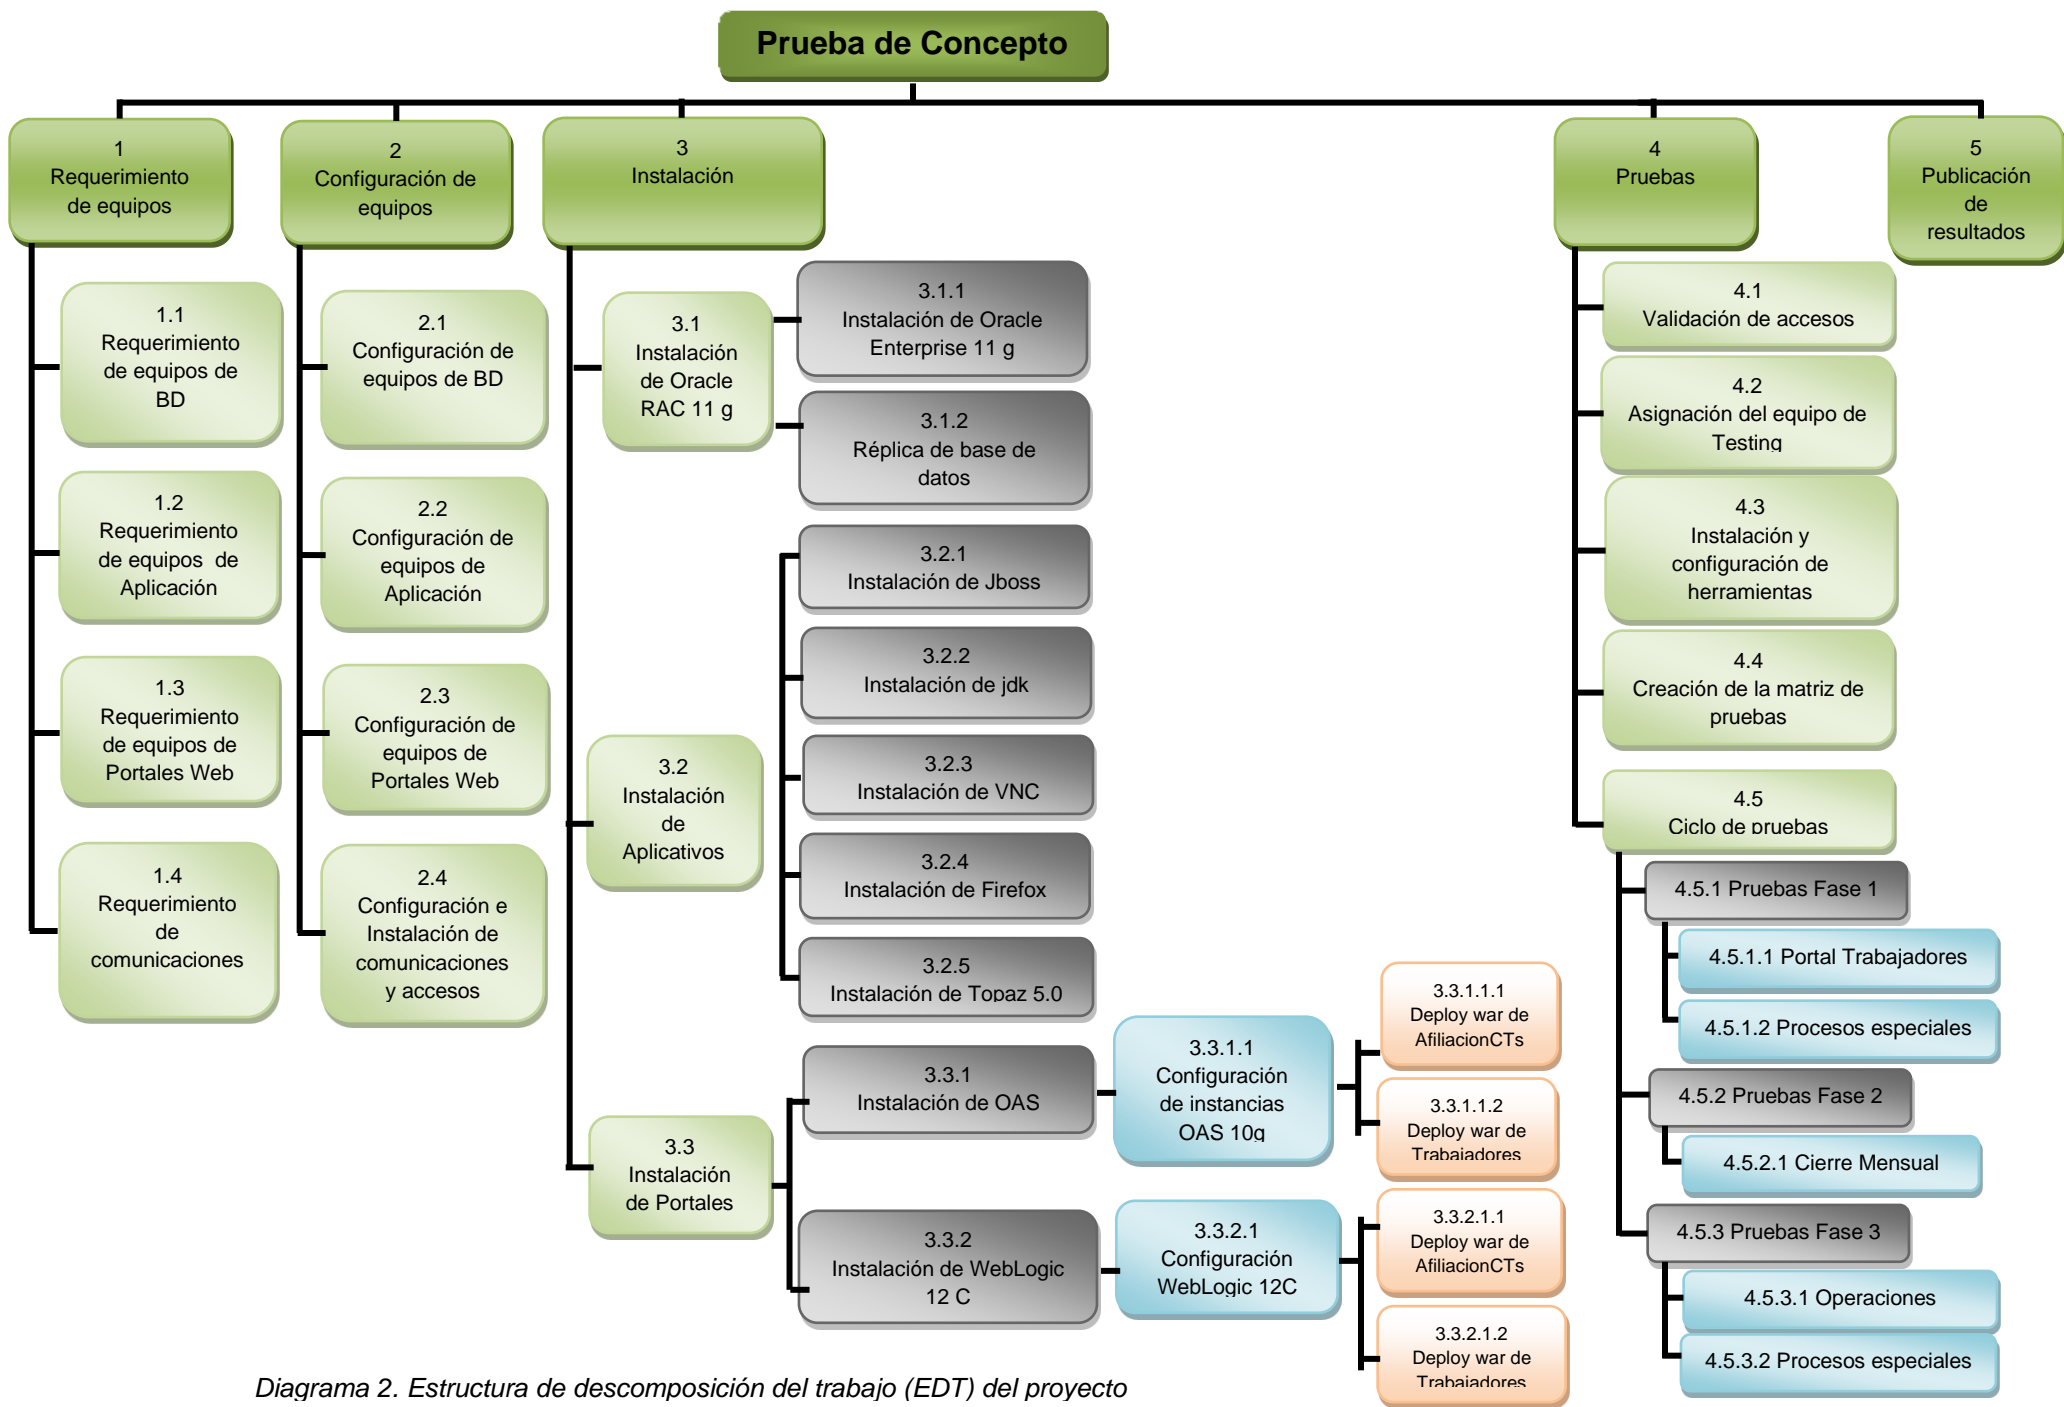 Prueba de Concepto
1
Requerimiento
de equipos
2
Configuración de
equipos
3
Instalación
4
Pruebas
5
Publicación
de
resultados
1.1
Requerimiento
de equipos de
BD
1.2
Requerimiento
de equipos de
Aplicación
1.3
Requerimiento
de equipos de
Portales Web
1.4
Requerimiento
de
comunicaciones
2.1
Configuración de
equipos de BD
2.2
Configuración de
equipos de
Aplicación
2.3
Configuración de
equipos de
Portales Web
2.4
Configuración e
Instalación de
comunicaciones
y accesos
3.1
Instalación
de Oracle
RAC 11 g
3.1.1
Instalación de Oracle
Enterprise 11 g
3.1.2
Réplica de base de
datos
3.2
Instalación
de
Aplicativos
3.2.1
Instalación de Jboss
3.2.2
Instalación de jdk
3.2.3
Instalación de VNC
3.2.4
Instalación de Firefox
3.2.5
Instalación de Topaz 5.0
3.3
Instalación
de Portales
3.3.1
Instalación de OAS
3.3.1.1
Configuración
de instancias
OAS 10g
3.3.1.1.1
Deploy war de
AfiliacionCTs
3.3.1.1.2
Deploy war de
Trabajadores
3.3.2
Instalación de WebLogic
12 C
3.3.2.1
Configuración
WebLogic 12C
3.3.2.1.1
Deploy war de
AfiliacionCTs
3.3.2.1.2
Deploy war de
Trabajadores
4.1
Validación de accesos
4.2
Asignación del equipo de
Testing
4.3
Instalación y
configuración de
herramientas
4.4
Creación de la matriz de
pruebas
4.5
Ciclo de pruebas
4.5.1 Pruebas Fase 1
4.5.1.1 Portal Trabajadores
4.5.1.2 Procesos especiales
4.5.2 Pruebas Fase 2
4.5.2.1 Cierre Mensual
4.5.3 Pruebas Fase 3
4.5.3.1 Operaciones
4.5.3.2 Procesos especiales
Diagrama 2. Estructura de descomposición del trabajo (EDT) del proyecto